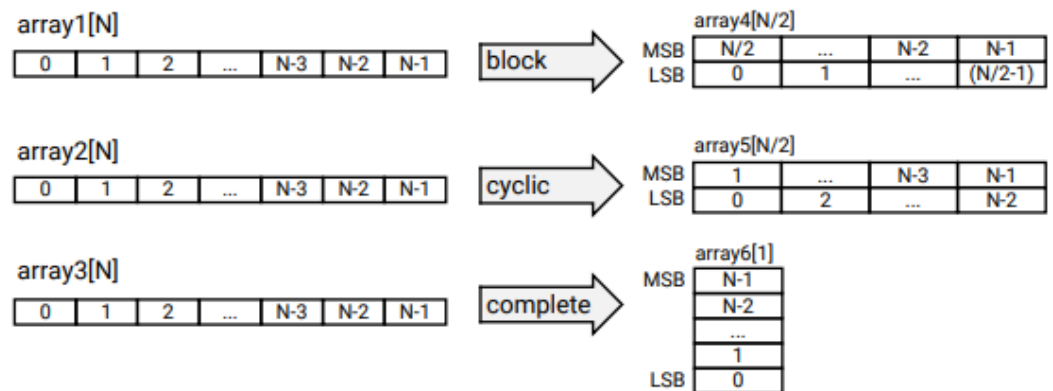 array1[N]
0 1 2 ... N-3 N-2 N-1
block
array4[N/2]
MSB N/2 ... N-2 N-1
LSB 0 1 ... (N/2-1)
array2[N]
0 1 2 ... N-3 N-2 N-1
cyclic
array5[N/2]
MSB 1 ... N-3 N-1
LSB 0 2 ... N-2
array3[N]
0 1 2 ... N-3 N-2 N-1
complete
array6[1]
MSB N-1
N-2
...
1
LSB 0